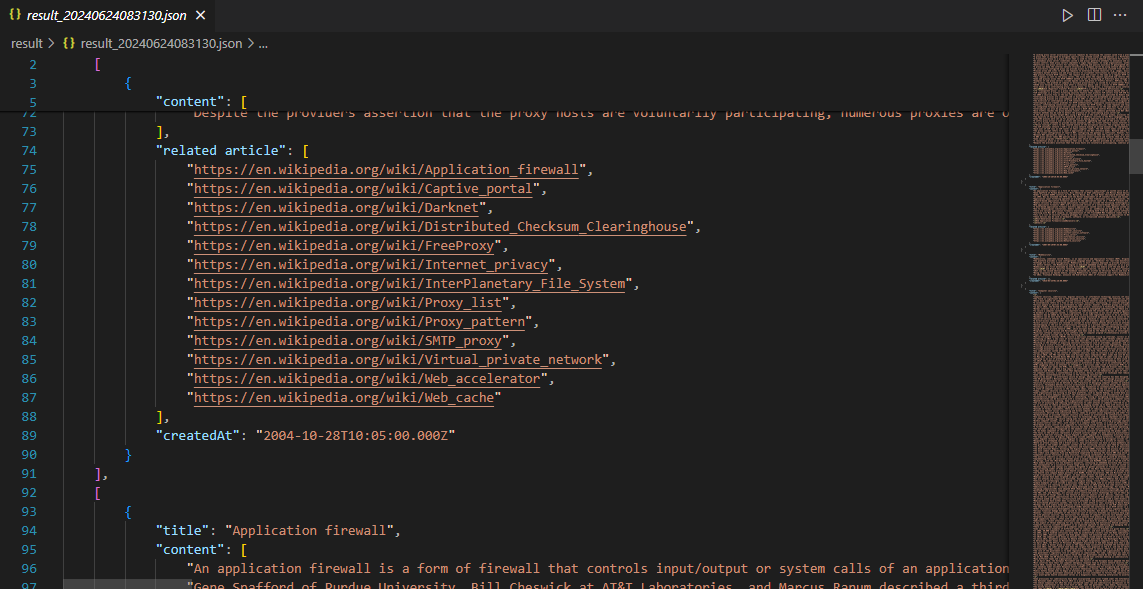 {} result_20240624083130.json ×
result > {} result_20240624083130.json > ...
2 [
3 {
5 "content": [
72 Despite the providers assertion that the proxy hosts are voluntarily participating, numerous proxies are o
73 ],
74 "related article": [
75 "https://en.wikipedia.org/wiki/Application_firewall",
76 "https://en.wikipedia.org/wiki/Captive_portal",
77 "https://en.wikipedia.org/wiki/Darknet",
78 "https://en.wikipedia.org/wiki/Distributed_Checksum_Clearinghouse",
79 "https://en.wikipedia.org/wiki/FreeProxy",
80 "https://en.wikipedia.org/wiki/Internet_privacy",
81 "https://en.wikipedia.org/wiki/InterPlanetary_File_System",
82 "https://en.wikipedia.org/wiki/Proxy_list",
83 "https://en.wikipedia.org/wiki/Proxy_pattern",
84 "https://en.wikipedia.org/wiki/SMTP_proxy",
85 "https://en.wikipedia.org/wiki/Virtual_private_network",
86 "https://en.wikipedia.org/wiki/Web_accelerator",
87 "https://en.wikipedia.org/wiki/Web_cache"
88 ],
89 "createdAt": "2004-10-28T10:05:00.000Z"
90 }
91 ],
92 [
93 {
94 "title": "Application firewall",
95 "content": [
96 "An application firewall is a form of firewall that controls input/output or system calls of an application
97 "Gene Spafford of Purdue University, Bill Cheswick at AT&T Laboratories, and Marcus Ranum described a third